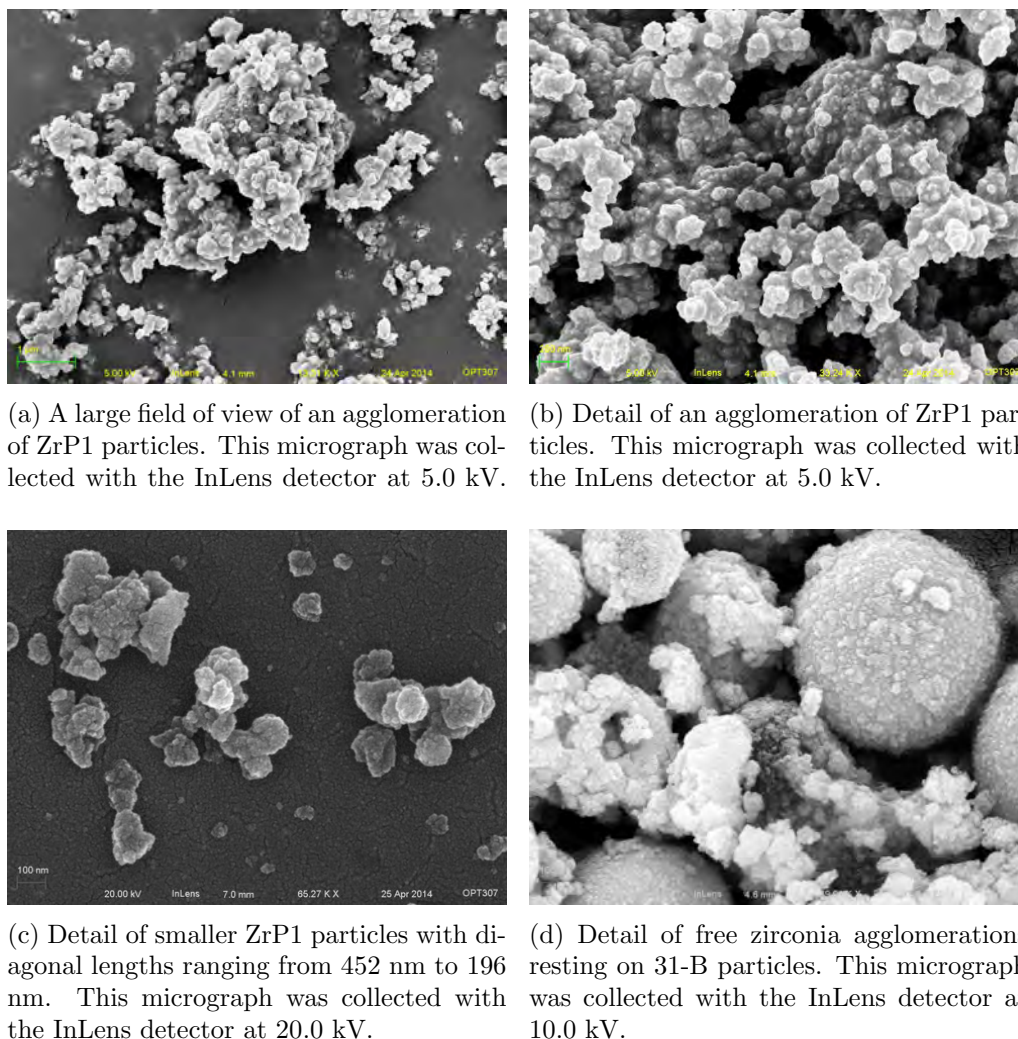 1 µm
5.00 kV InLens 4.1 mm K X 24 Apr 2014 OPT307
5.00 kV InLens 4.1 mm 33.24 K X 24 Apr 2014 OPT307
(a) A large field of view of an agglomeration
of ZrP1 particles. This micrograph was col-
lected with the InLens detector at 5.0 kV.
(b) Detail of an agglomeration of ZrP1 par
ticles. This micrograph was collected with
the InLens detector at 5.0 kV.
100 nm
20.00 kV InLens 7.0 mm 65.27 K X 25 Apr 2014 OPT307
InLens 4.6 mm
(c) Detail of smaller ZrP1 particles with di-
agonal lengths ranging from 452 nm to 196
nm. This micrograph was collected with
the InLens detector at 20.0 kV.
(d) Detail of free zirconia agglomeration
resting on 31-B particles. This micrograph
was collected with the InLens detector a
10.0 kV.